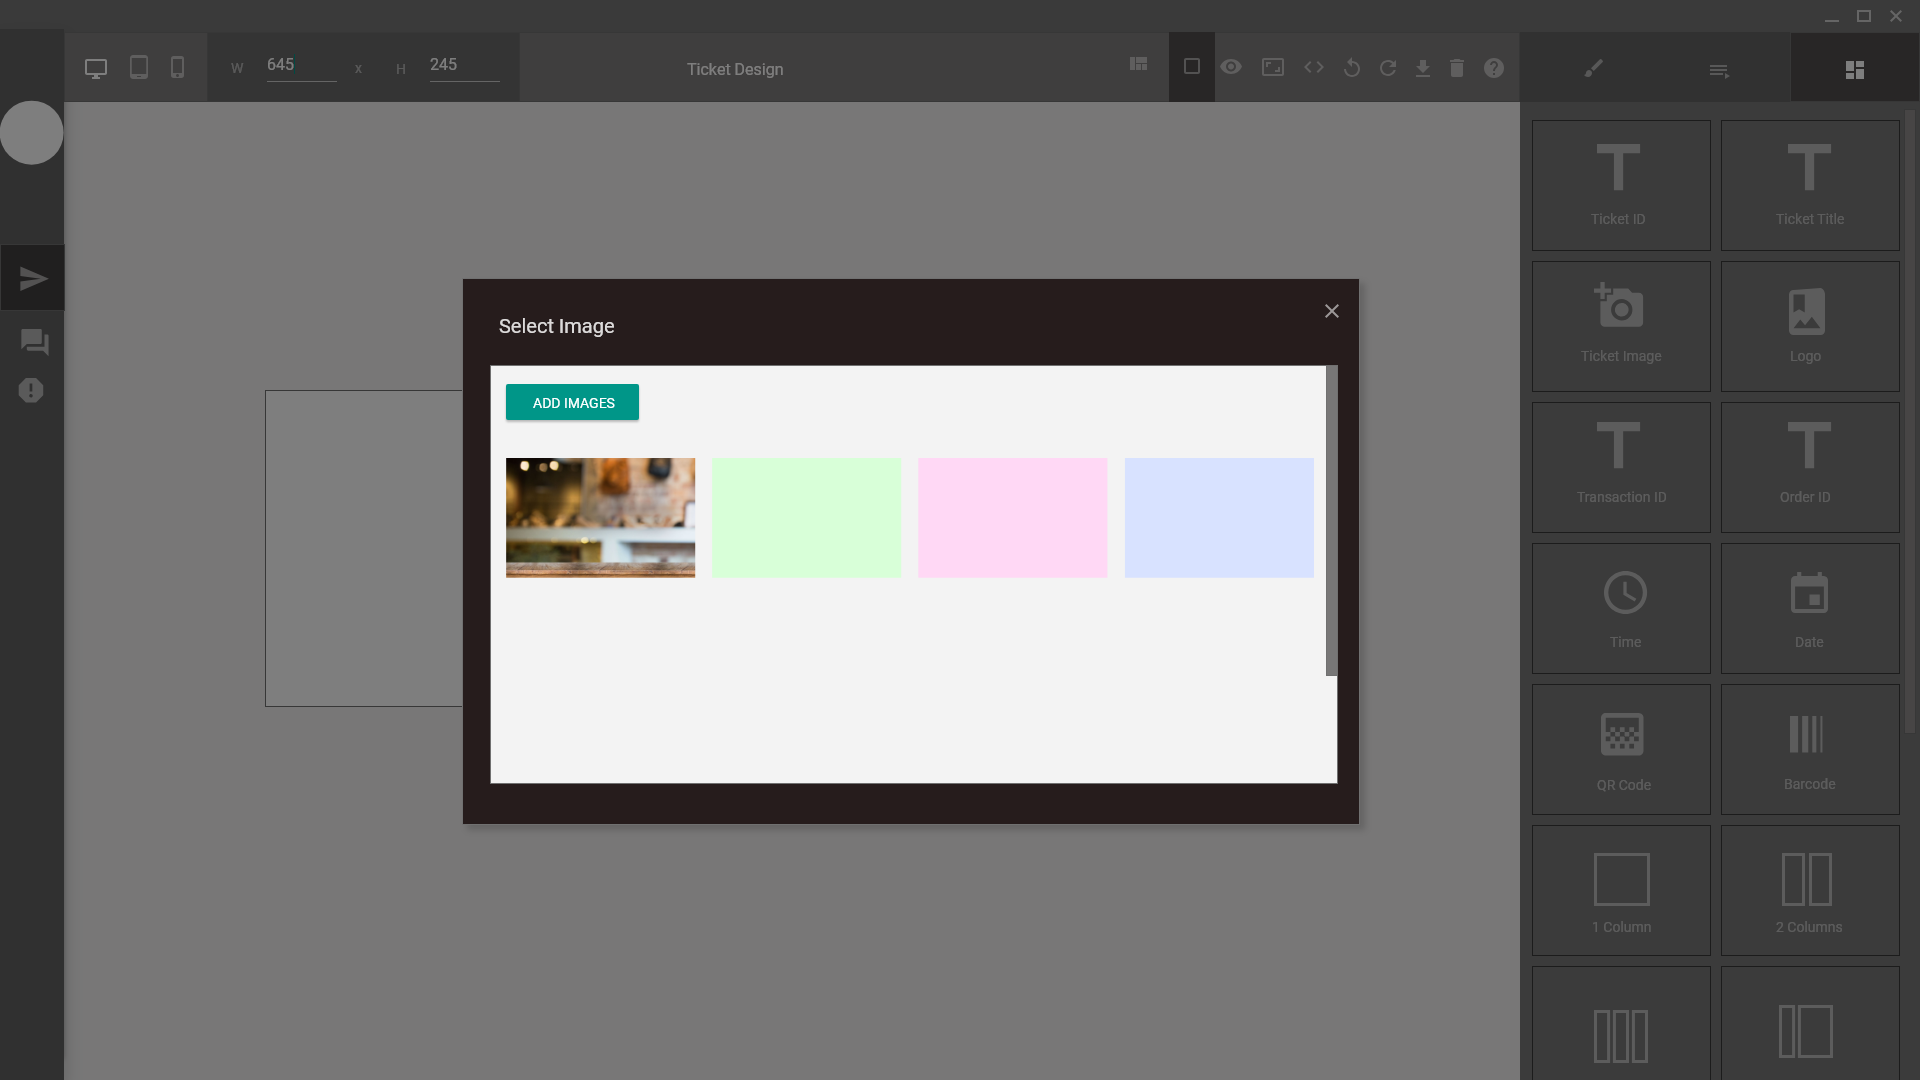 W 645 x H 245
Ticket Design
Ticket ID
Ticket Title
Select Image
ADD IMAGES
Ticket Image
Logo
Transaction ID
Order ID
Time
Date
QR Code
Barcode
1 Column
2 Columns